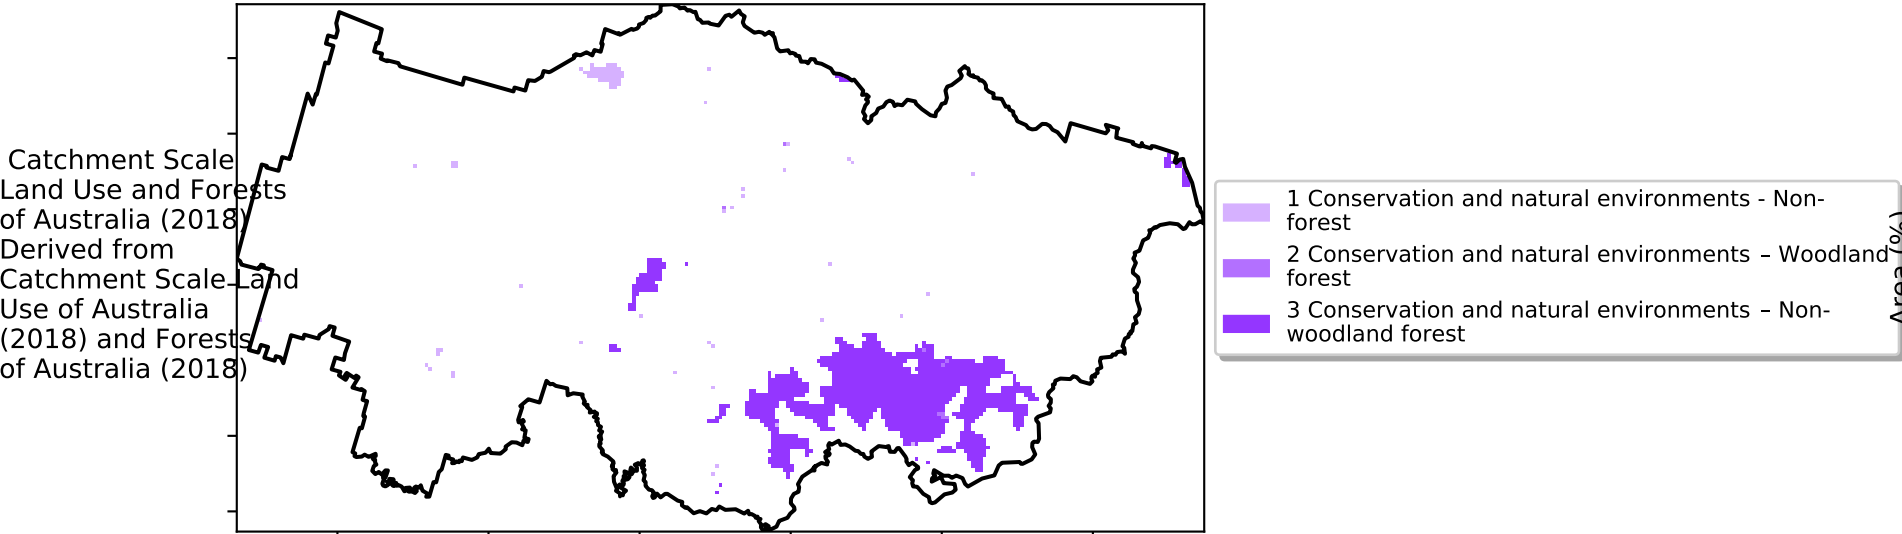 Catchment Scale
Land Use and Forests
of Australia (2018)
Derived from
Catchment Scale Land
Use of Australia
(2018) and Forests
of Australia (2018)
1 Conservation and natural environments - Non-
forest
2 Conservation and natural environments – Woodland
forest
3 Conservation and natural environments – Non-
woodland forest
Area (%)